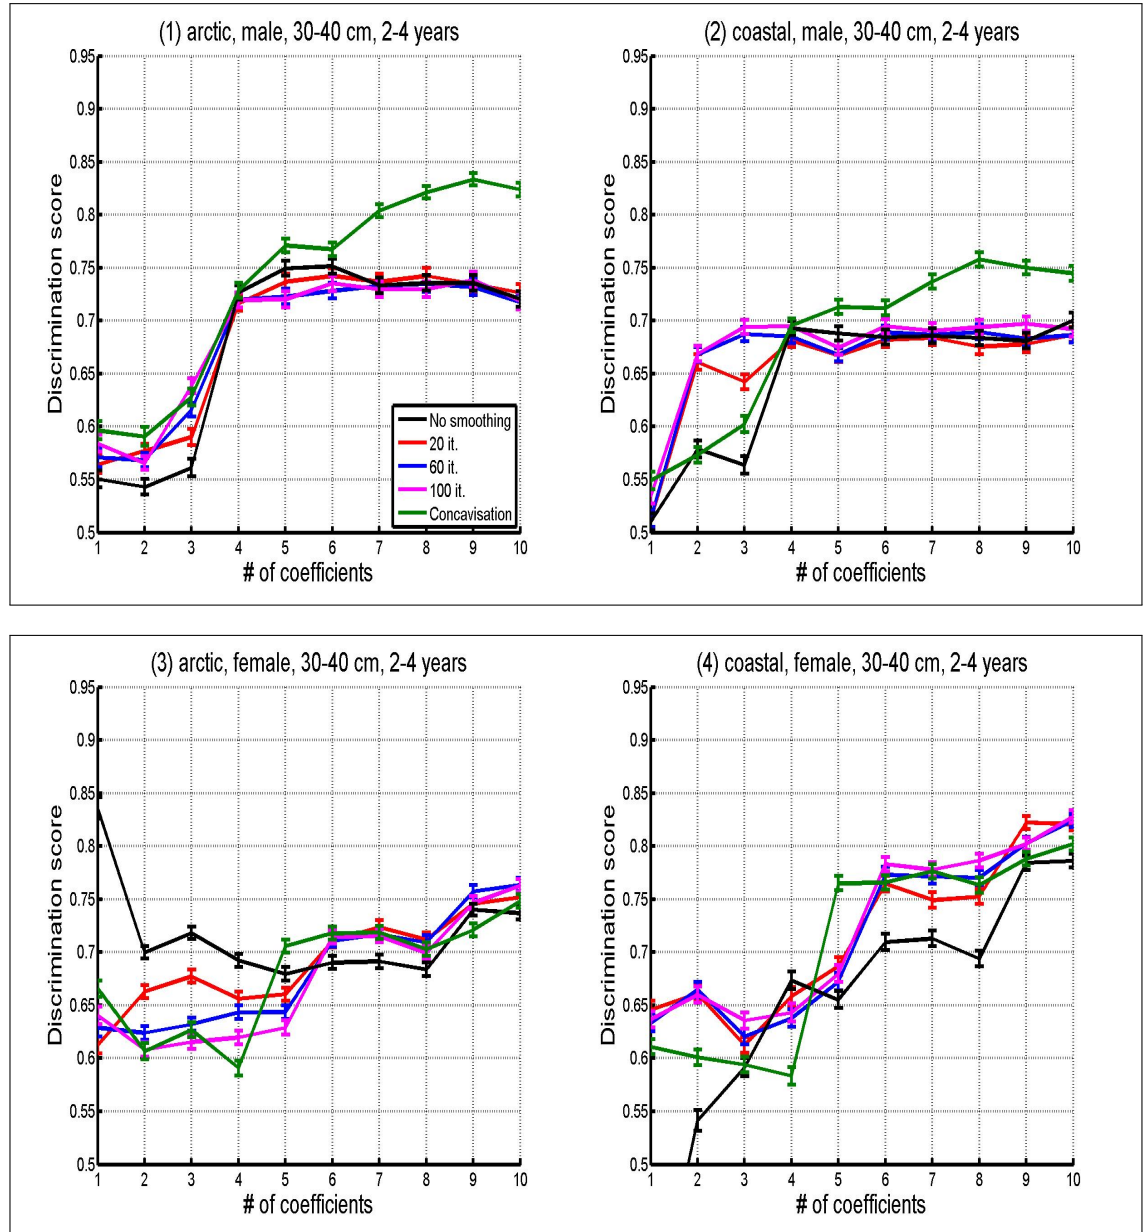 (1) arctic, male, 30-40 cm, 2-4 years
0.95
0.9
0.85
0.8
0.75
0.7
0.65
0.6
0.55
0.5
Discrimination score
No smoothing
20 it.
60 it.
100 it.
Concavisation
1 2 3 4 5 6 7 8 9 10
# of coefficients
(2) coastal, male, 30-40 cm, 2-4 years
0.95
0.9
0.85
0.8
0.75
0.7
0.65
0.6
0.55
0.5
Discrimination score
1 2 3 4 5 6 7 8 9 10
# of coefficients
(3) arctic, female, 30-40 cm, 2-4 years
0.95
0.9
0.85
0.8
0.75
0.7
0.65
0.6
0.55
0.5
Discrimination score
1 2 3 4 5 6 7 8 9 10
# of coefficients
(4) coastal, female, 30-40 cm, 2-4 years
0.95
0.9
0.85
0.8
0.75
0.7
0.65
0.6
0.55
0.5
Discrimination score
1 2 3 4 5 6 7 8 9 10
# of coefficients